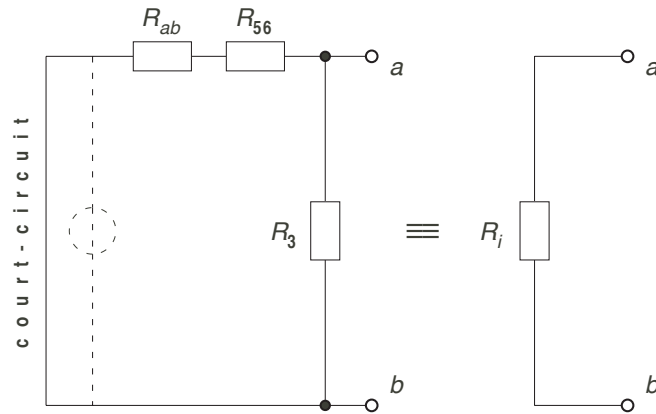 R_ab R_56
a a
court-circuit
R_3 ≡ R_i
b b